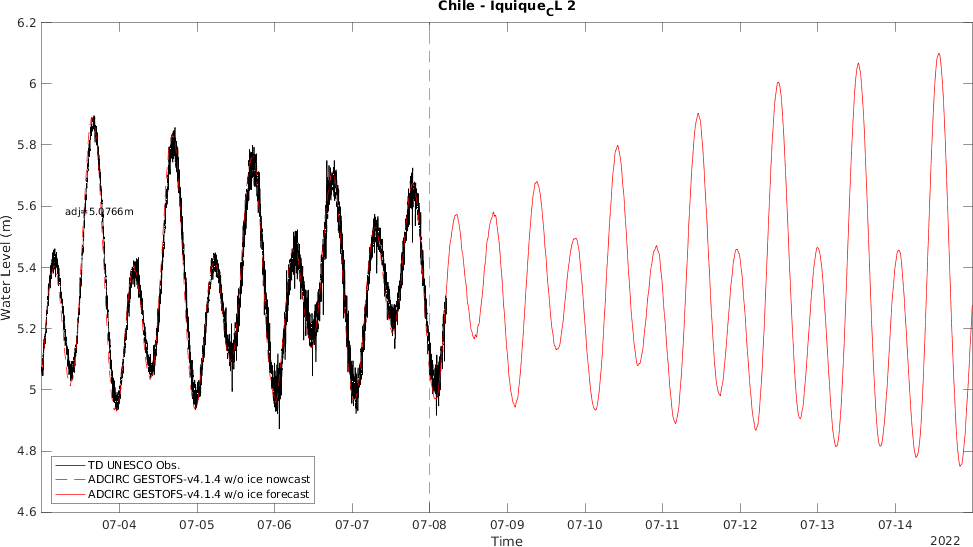 Chile - Iquique_CL 2
6.2
6
5.8
5.6
5.4
5.2
5
4.8
4.6
Water Level (m)
adj=5.0766m
TD UNESCO Obs.
ADCIRC GESTOFS-v4.1.4 w/o ice nowcast
ADCIRC GESTOFS-v4.1.4 w/o ice forecast
07-04 07-05 07-06 07-07 07-08 07-09 07-10 07-11 07-12 07-13 07-14
Time
2022